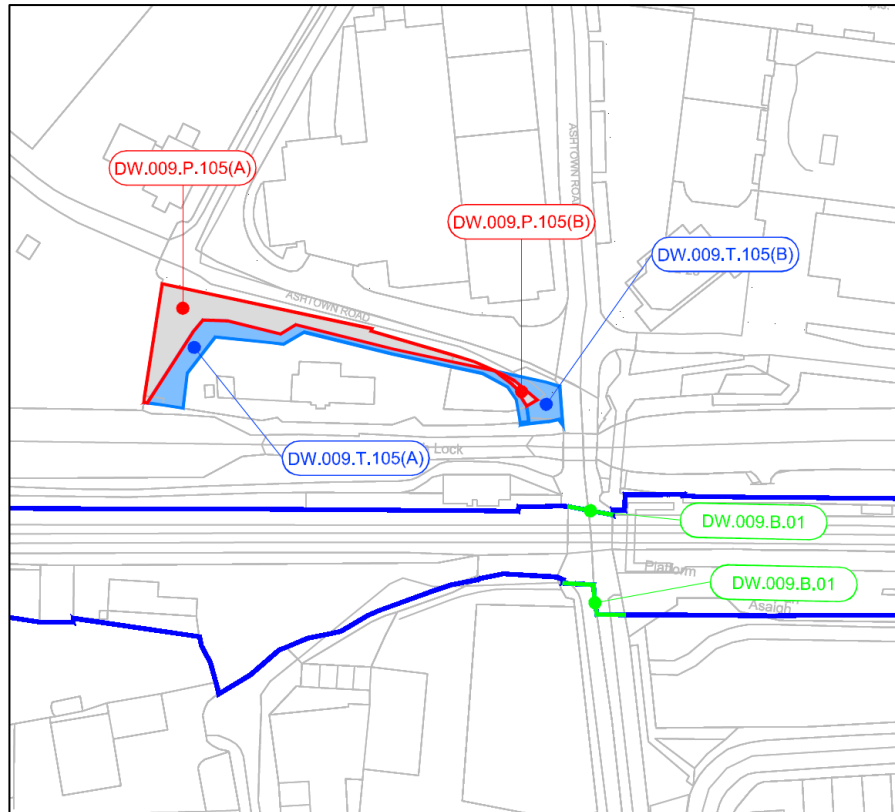 ASHTOWN ROAD
DW.009.P.105(A)
DW.009.P.105(B)
DW.009.T.105(B)
ASHTOWN ROAD
DW.009.T.105(A)
Lock
DW.009.B.01
Platform
DW.009.B.01
Asaigh